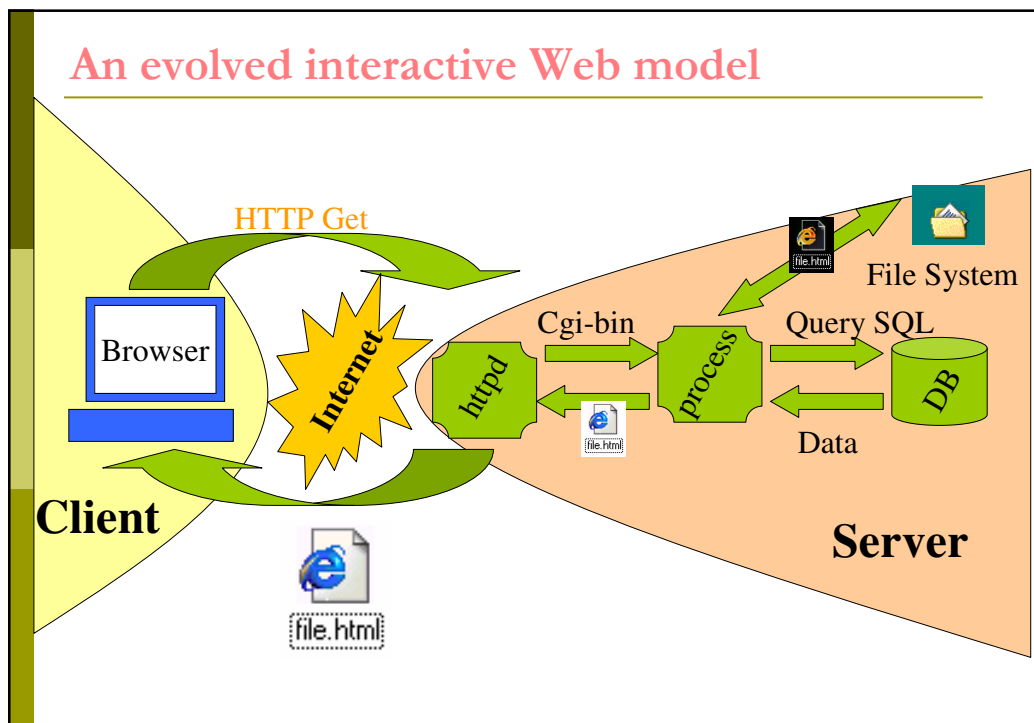 An evolved interactive Web model
HTTP Get
file.html
File System
Cgi-bin
Query SQL
Browser
Internet
httpd
process
DB
file.html
Data
Client
Server
file.html